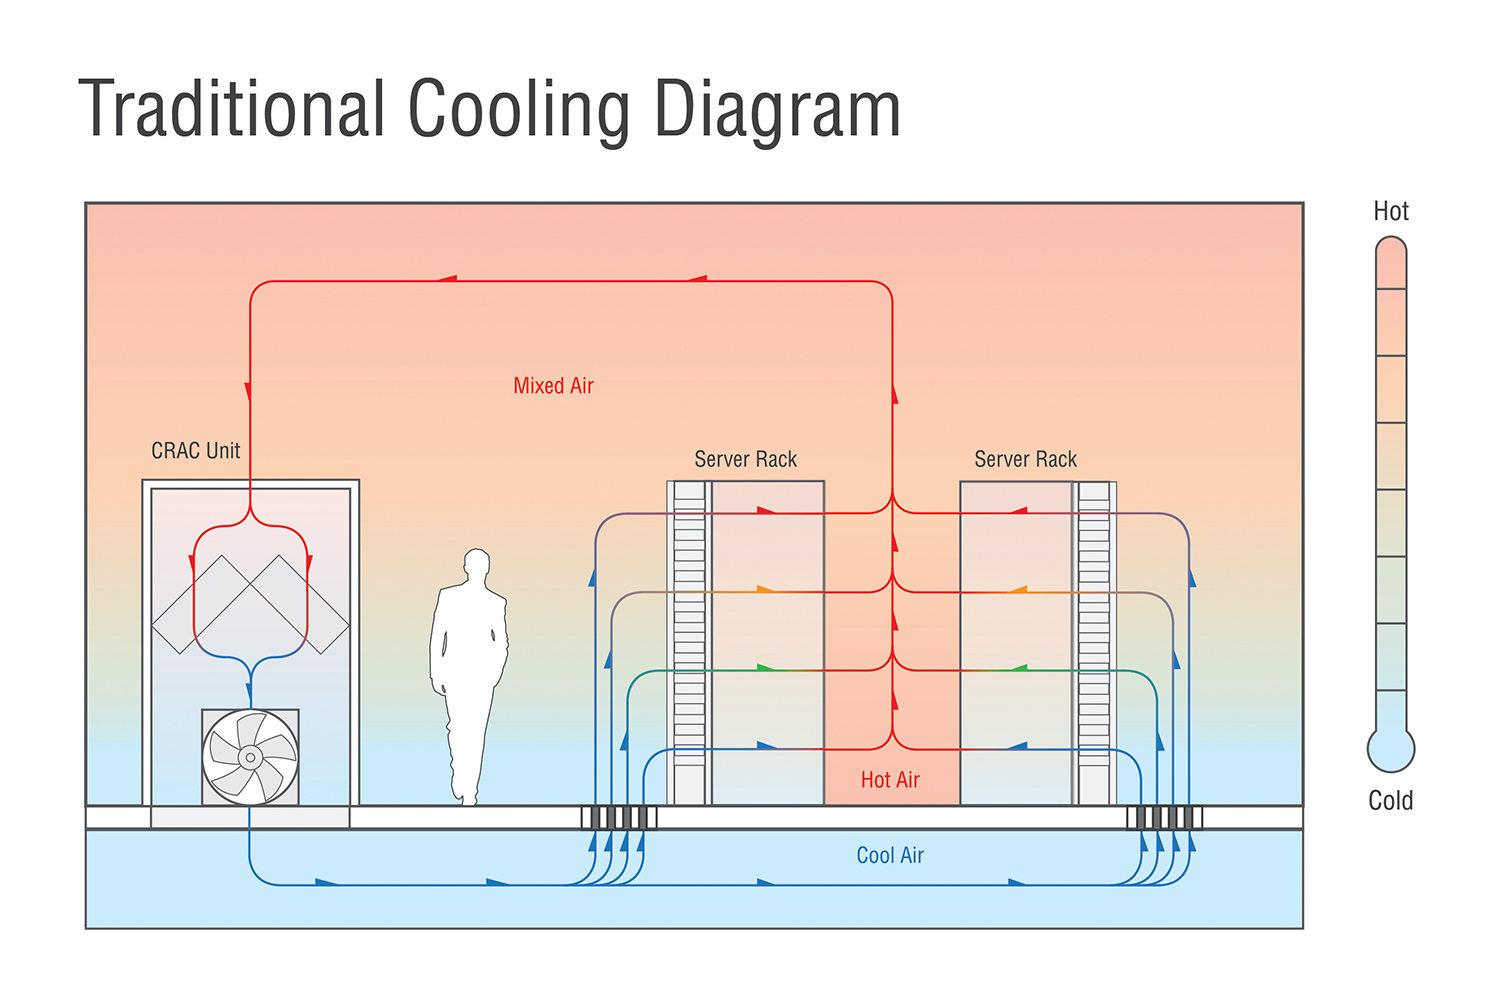 Traditional Cooling Diagram
Hot
Mixed Air
CRAC Unit
Server Rack
Server Rack
Hot Air
Cold
Cool Air